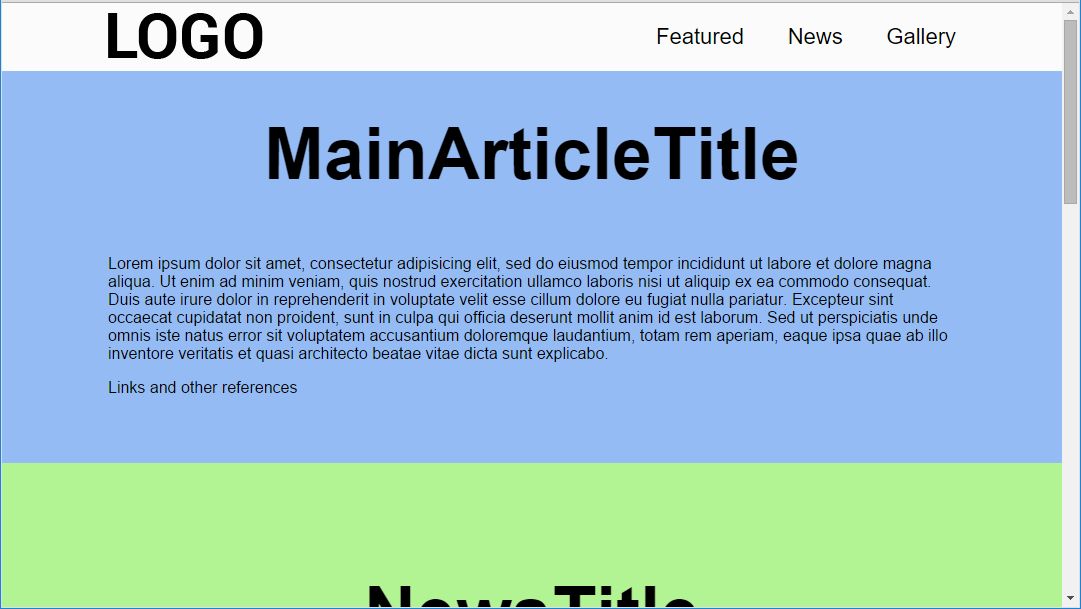 LOGO
Featured News Gallery
MainArticleTitle
Lorem ipsum dolor sit amet, consectetur adipisicing elit, sed do eiusmod tempor incididunt ut labore et dolore magna
aliqua. Ut enim ad minim veniam, quis nostrud exercitation ullamco laboris nisi ut aliquip ex ea commodo consequat.
Duis aute irure dolor in reprehenderit in voluptate velit esse cillum dolore eu fugiat nulla pariatur. Excepteur sint
occaecat cupidatat non proident, sunt in culpa qui officia deserunt mollit anim id est laborum. Sed ut perspiciatis unde
omnis iste natus error sit voluptatem accusantium doloremque laudantium, totam rem aperiam, eaque ipsa quae ab illo
inventore veritatis et quasi architecto beatae vitae dicta sunt explicabo.
Links and other references
NewsTitle